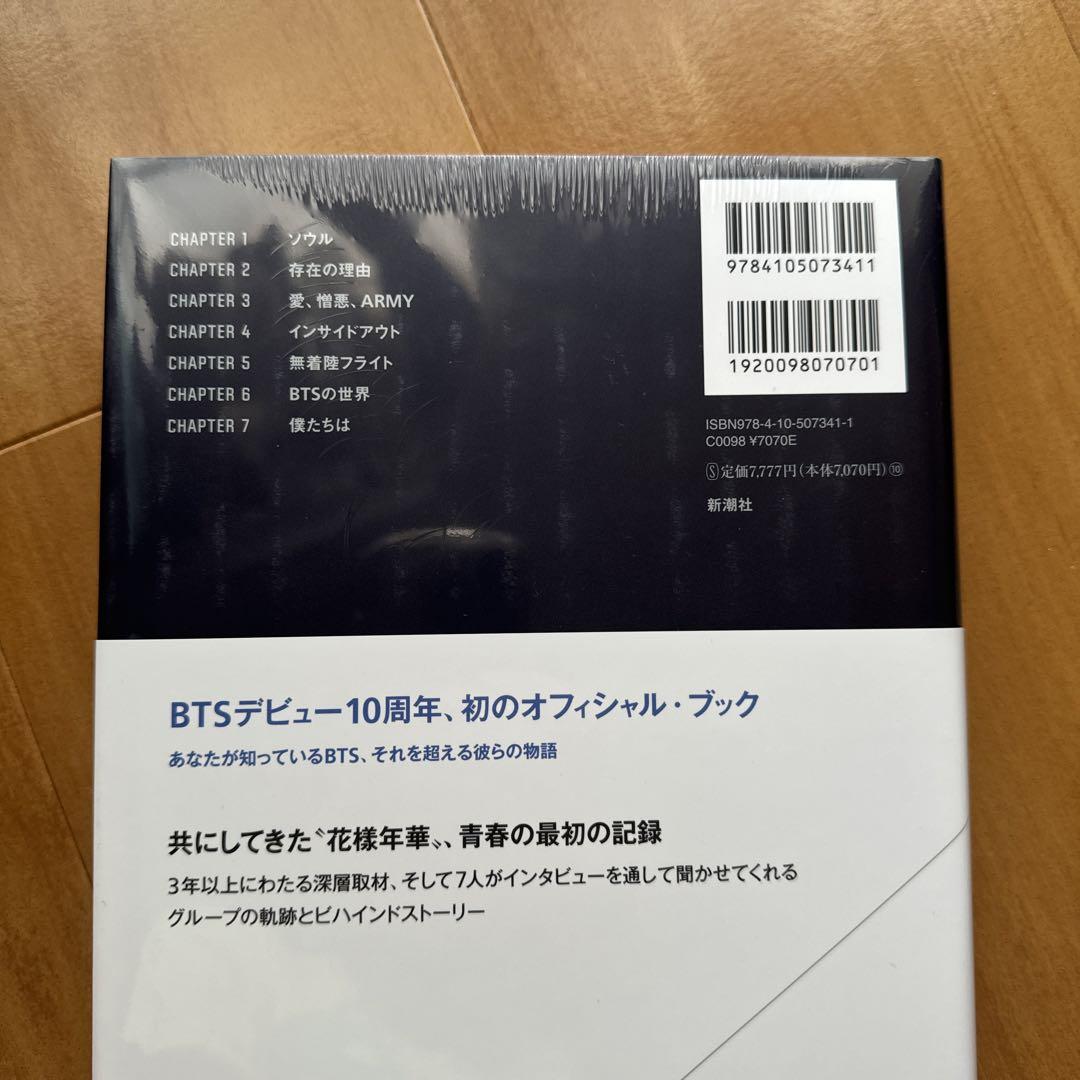 CHAPTER 1 ソウル
CHAPTER 2 存在の理由
CHAPTER 3 愛、憎悪、ARMY
CHAPTER 4 インサイドアウト
CHAPTER 5 無着陸フライト
CHAPTER 6 BTSの世界
CHAPTER 7 僕たちは
9784105073411
1920098070701
ISBN978-4-10-507341-1
C0098 ¥7070E
Ⓢ定価7,777円(本体7,070円)⑩
新潮社
BTSデビュー10周年、初のオフィシャル・ブック
あなたが知っているBTS、それを超える彼らの物語
共にしてきた〝花様年華〟、青春の最初の記録
3年以上にわたる深層取材、そして7人がインタビューを通して聞かせてくれる
グループの軌跡とビハインドストーリー